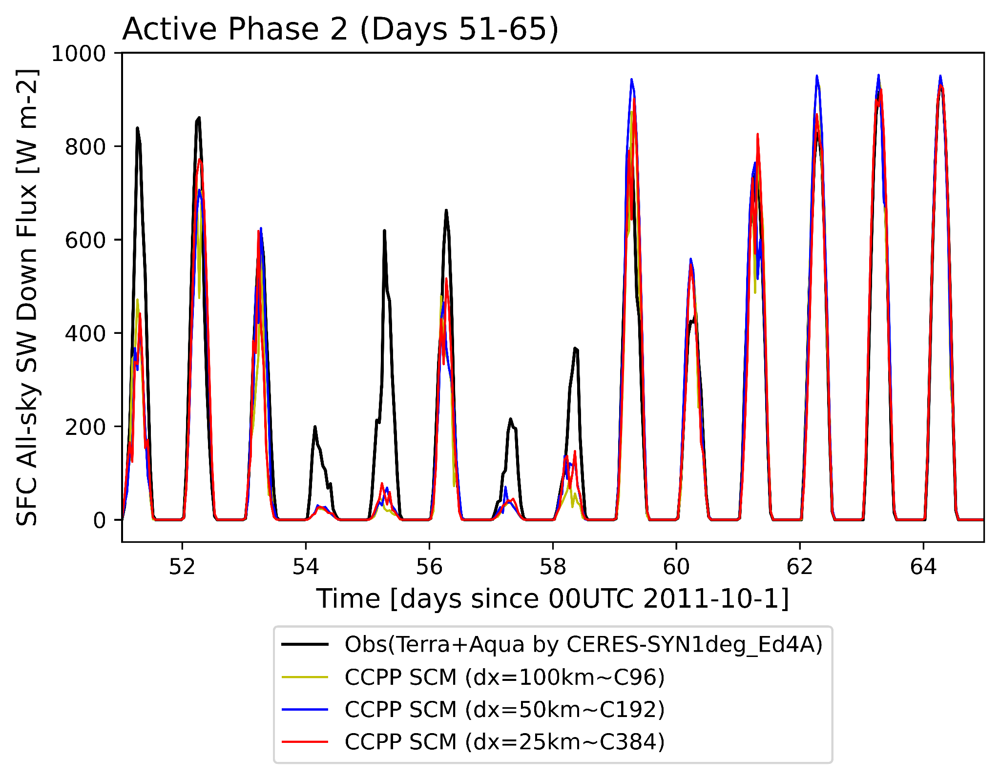 Active Phase 2 (Days 51-65)
SFC All-sky SW Down Flux [W m-2]
1000
800
600
400
200
0
52 54 56 58 60 62 64
Time [days since 00UTC 2011-10-1]
Obs(Terra+Aqua by CERES-SYN1deg_Ed4A)
CCPP SCM (dx=100km~C96)
CCPP SCM (dx=50km~C192)
CCPP SCM (dx=25km~C384)